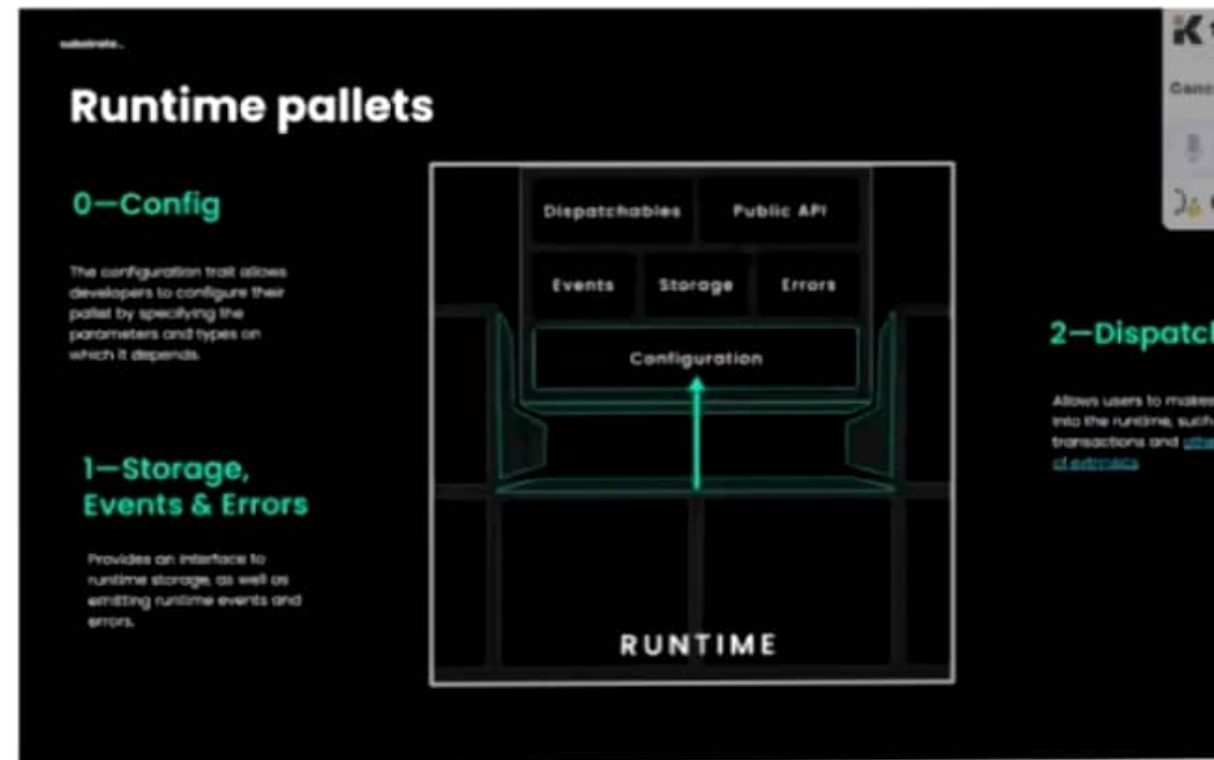 substrate_
Runtime pallets
0—Config
The configuration trait allows
developers to configure their
pallet by specifying the
parameters and types on
which it depends.
1—Storage,
Events & Errors
Provides an interface to
runtime storage, as well as
emitting runtime events and
errors.
Dispatchables Public API
Events Storage Errors
Configuration
RUNTIME
2—Dispatch
Allows users to make
into the runtime, such
transactions and
of extrinsics
K
Canc